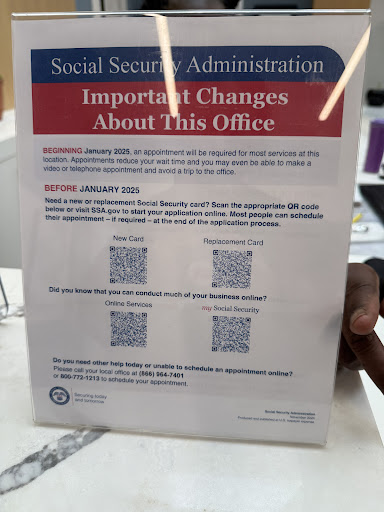 Social Security Administration
Important Changes
About This Office
BEGINNING January 2025, an appointment will be required for most services at this
location. Appointments reduce your wait time and you may even be able to make a
video or telephone appointment and avoid a trip to the office.
BEFORE JANUARY 2025
Need a new or replacement Social Security card? Scan the appropriate QR code
below or visit SSA.gov to start your application online. Most people can schedule
their appointment – if required – at the end of the application process.
New Card
Replacement Card
Did you know that you can conduct much of your business online?
Online Services
my Social Security
Do you need other help today or unable to schedule an appointment online?
Please call your local office at (866) 964-7401
or 800-772-1213 to schedule your appointment.
Securing today
and tomorrow
Social Security Administration